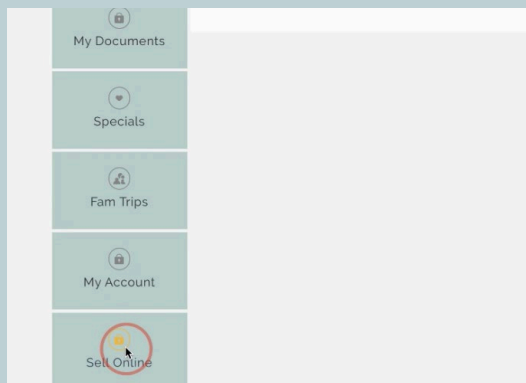 My Documents
Specials
Fam Trips
My Account
Sell Online